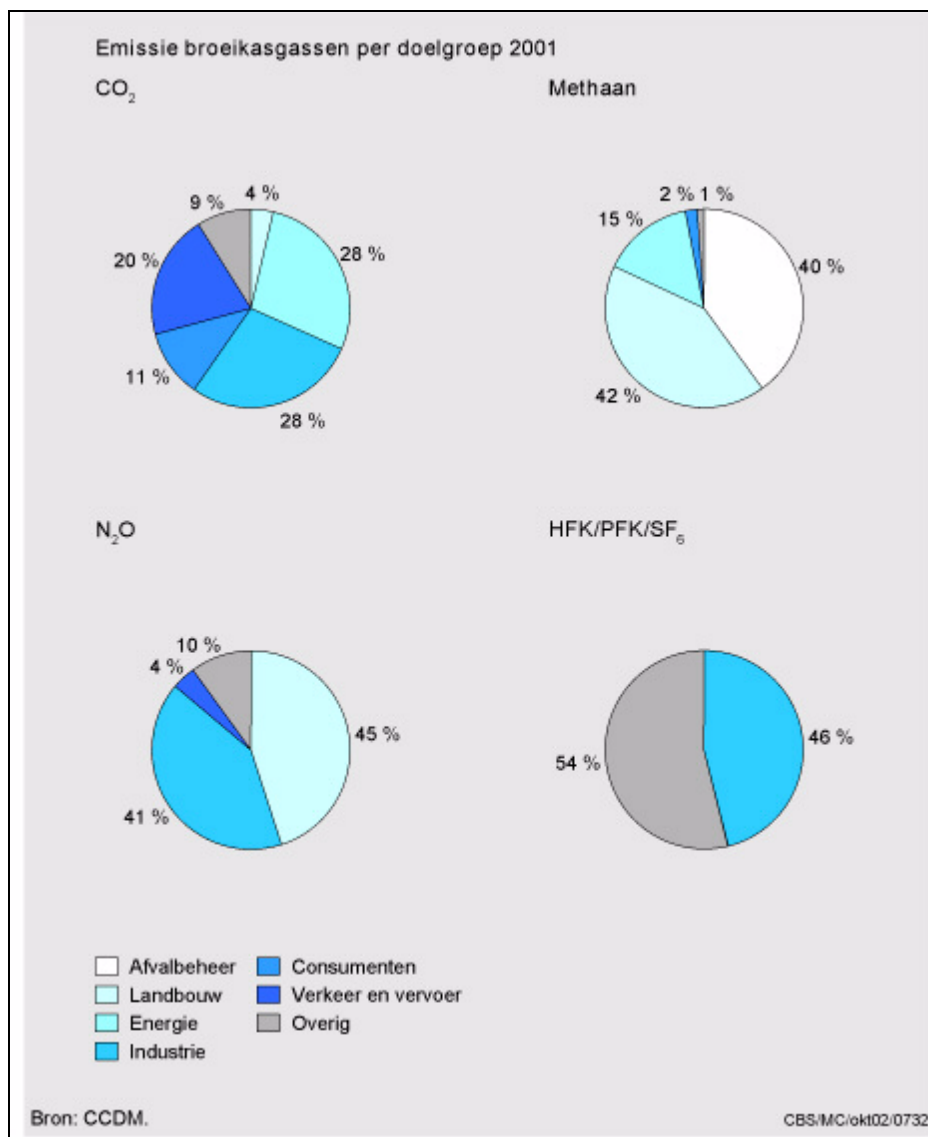 Emissie broeikasgassen per doelgroep 2001
CO2
Methaan
4 %
9 %
28 %
20 %
11 %
28 %
2 %
1 %
15 %
40 %
42 %
N2O
HFK/PFK/SF6
10 %
4 %
45 %
41 %
46 %
54 %
Afvalbeheer
Landbouw
Energie
Industrie
Consumenten
Verkeer en vervoer
Overig
Bron: CCDM.
CBS/MC/okt02/0732